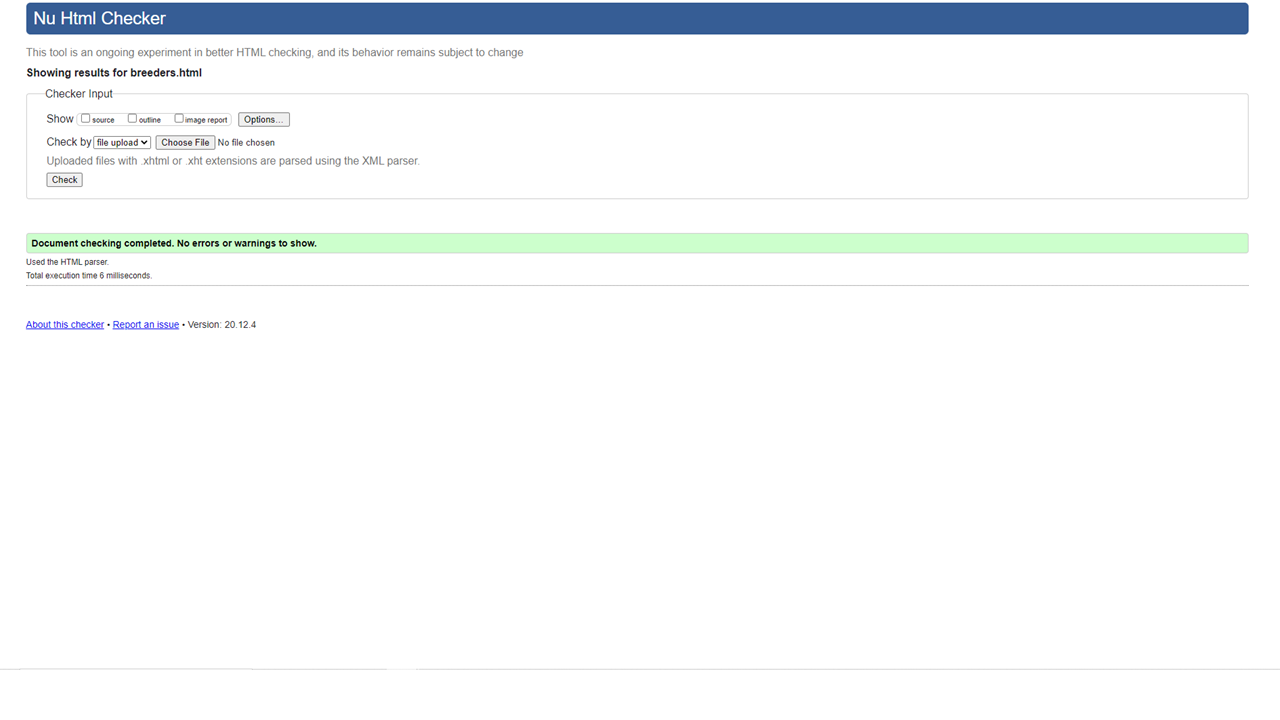 Nu Html Checker
This tool is an ongoing experiment in better HTML checking, and its behavior remains subject to change
Showing results for breeders.html
Checker Input
Show source outline image report Options...
Check by file upload Choose File No file chosen
Uploaded files with .xhtml or .xht extensions are parsed using the XML parser.
Check
Document checking completed. No errors or warnings to show.
Used the HTML parser.
Total execution time 6 milliseconds.
About this checker • Report an issue • Version: 20.12.4